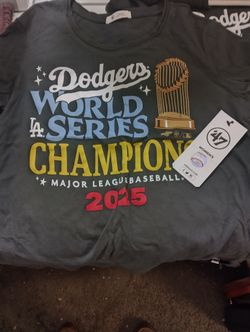 Dodgers
WORLD
LA SERIES
CHAMPIONS
★ MAJOR LEAGUE BASEBALL
2025
'47